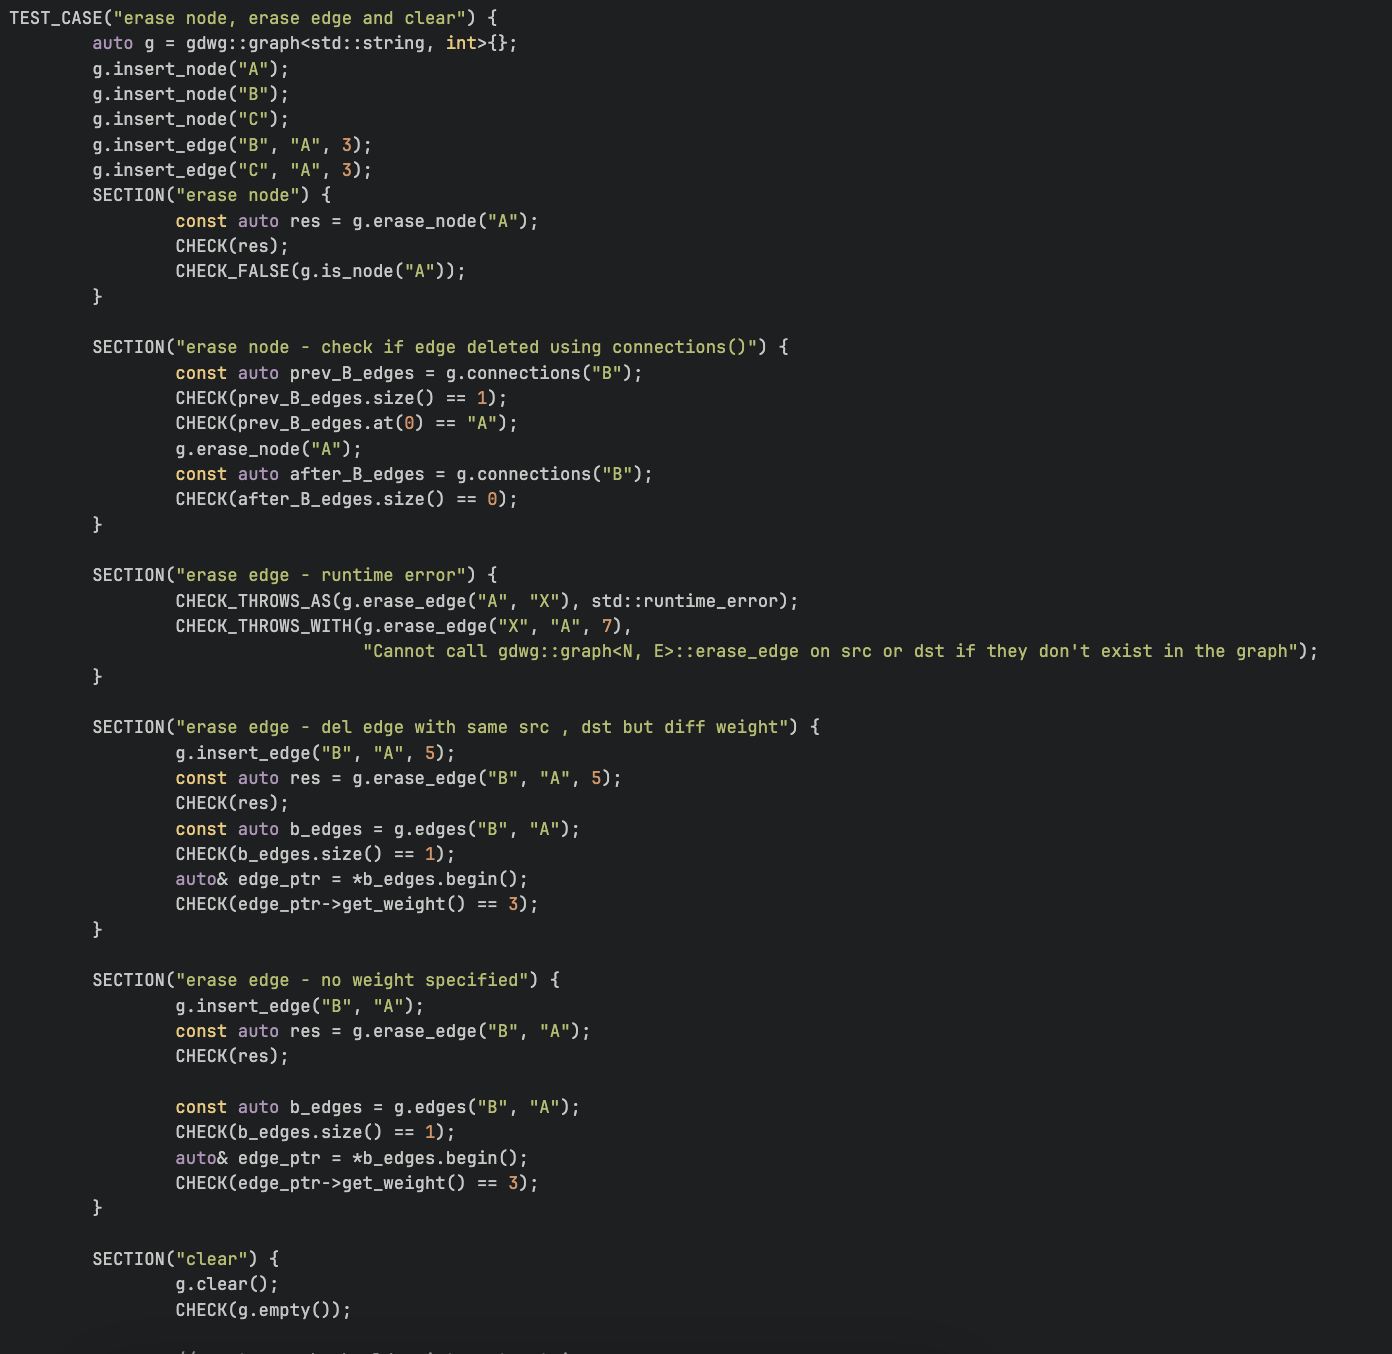 TEST_CASE("erase node, erase edge and clear") {
        auto g = gdwg::graph<std::string, int>{};
        g.insert_node("A");
        g.insert_node("B");
        g.insert_node("C");
        g.insert_edge("B", "A", 3);
        g.insert_edge("C", "A", 3);
        SECTION("erase node") {
                const auto res = g.erase_node("A");
                CHECK(res);
                CHECK_FALSE(g.is_node("A"));
        }

        SECTION("erase node - check if edge deleted using connections()") {
                const auto prev_B_edges = g.connections("B");
                CHECK(prev_B_edges.size() == 1);
                CHECK(prev_B_edges.at(0) == "A");
                g.erase_node("A");
                const auto after_B_edges = g.connections("B");
                CHECK(after_B_edges.size() == 0);
        }

        SECTION("erase edge - runtime error") {
                CHECK_THROWS_AS(g.erase_edge("A", "X"), std::runtime_error);
                CHECK_THROWS_WITH(g.erase_edge("X", "A", 7),
                                  "Cannot call gdwg::graph<N, E>::erase_edge on src or dst if they don't exist in the graph");
        }

        SECTION("erase edge - del edge with same src , dst but diff weight") {
                g.insert_edge("B", "A", 5);
                const auto res = g.erase_edge("B", "A", 5);
                CHECK(res);
                const auto b_edges = g.edges("B", "A");
                CHECK(b_edges.size() == 1);
                auto& edge_ptr = *b_edges.begin();
                CHECK(edge_ptr->get_weight() == 3);
        }

        SECTION("erase edge - no weight specified") {
                g.insert_edge("B", "A");
                const auto res = g.erase_edge("B", "A");
                CHECK(res);

                const auto b_edges = g.edges("B", "A");
                CHECK(b_edges.size() == 1);
                auto& edge_ptr = *b_edges.begin();
                CHECK(edge_ptr->get_weight() == 3);
        }

        SECTION("clear") {
                g.clear();
                CHECK(g.empty());